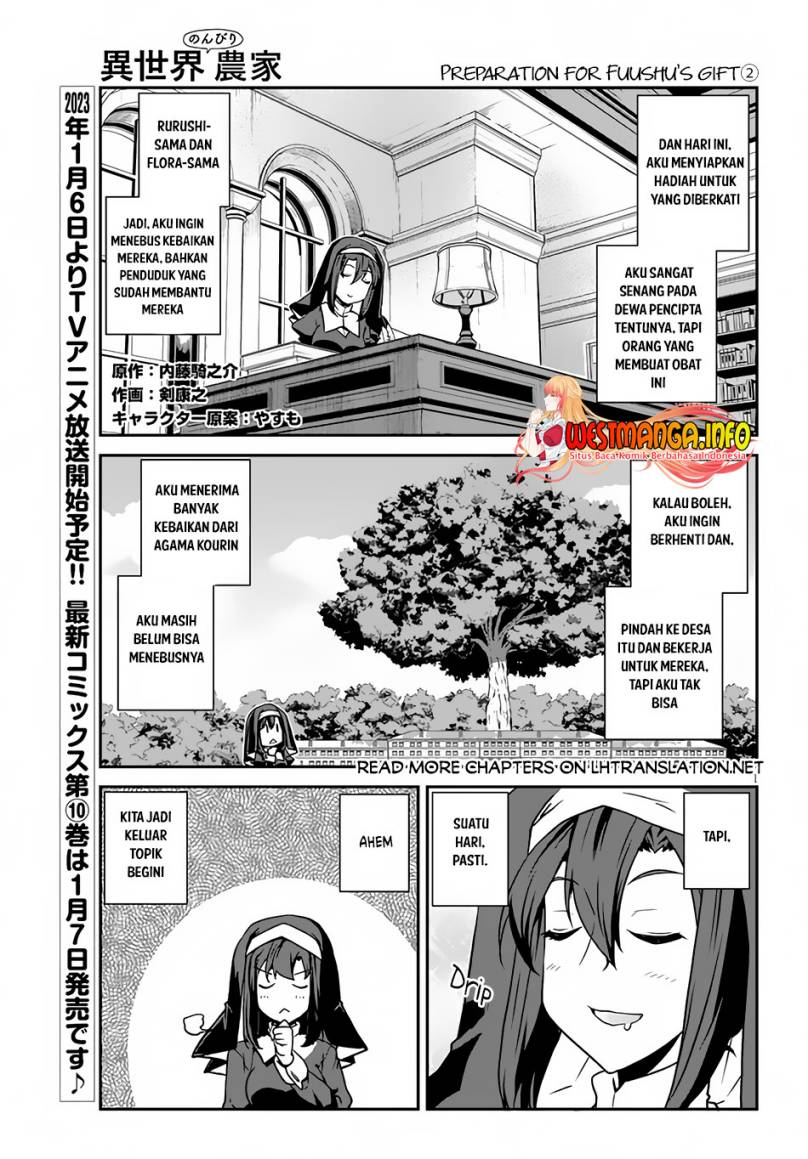 のんびり
異世界 農家
PREPARATION FOR FUUSHU'S GIFT②
2023年1月6日よりTVアニメ放送開始予定!! 最新コミックス第⑩巻は1月7日発売です♪
DAN HARI INI,
AKU MENYIAPKAN
HADIAH UNTUK
YANG DIBERKATI
AKU SANGAT
SENANG PADA
DEWA PENCIPTA
TENTUNYA, TAPI
ORANG YANG
MEMBUAT OBAT
INI
RURUSHI-
SAMA DAN
FLORA-SAMA
JADI, AKU INGIN
MENEBUS KEBAIKAN
MEREKA, BAHKAN
PENDUDUK YANG
SUDAH MEMBANTU
MEREKA
原作:内藤騎之介
作画:剣康之
キャラクター原案:やすも
WESTMANGA.INFO
Situs Baca Komik Berbahasa Indonesia
KALAU BOLEH,
AKU INGIN
BERHENTI DAN,
PINDAH KE DESA
ITU DAN BEKERJA
UNTUK MEREKA,
TAPI AKU TAK
BISA
AKU MENERIMA
BANYAK
KEBAIKAN DARI
AGAMA KOURIN
AKU MASIH
BELUM BISA
MENEBUSNYA
READ MORE CHAPTERS ON LHTRANSLATION.NET
TAPI,
SUATU
HARI,
PASTI.
Drip
AHEM
KITA JADI
KELUAR
TOPIK
BEGINI